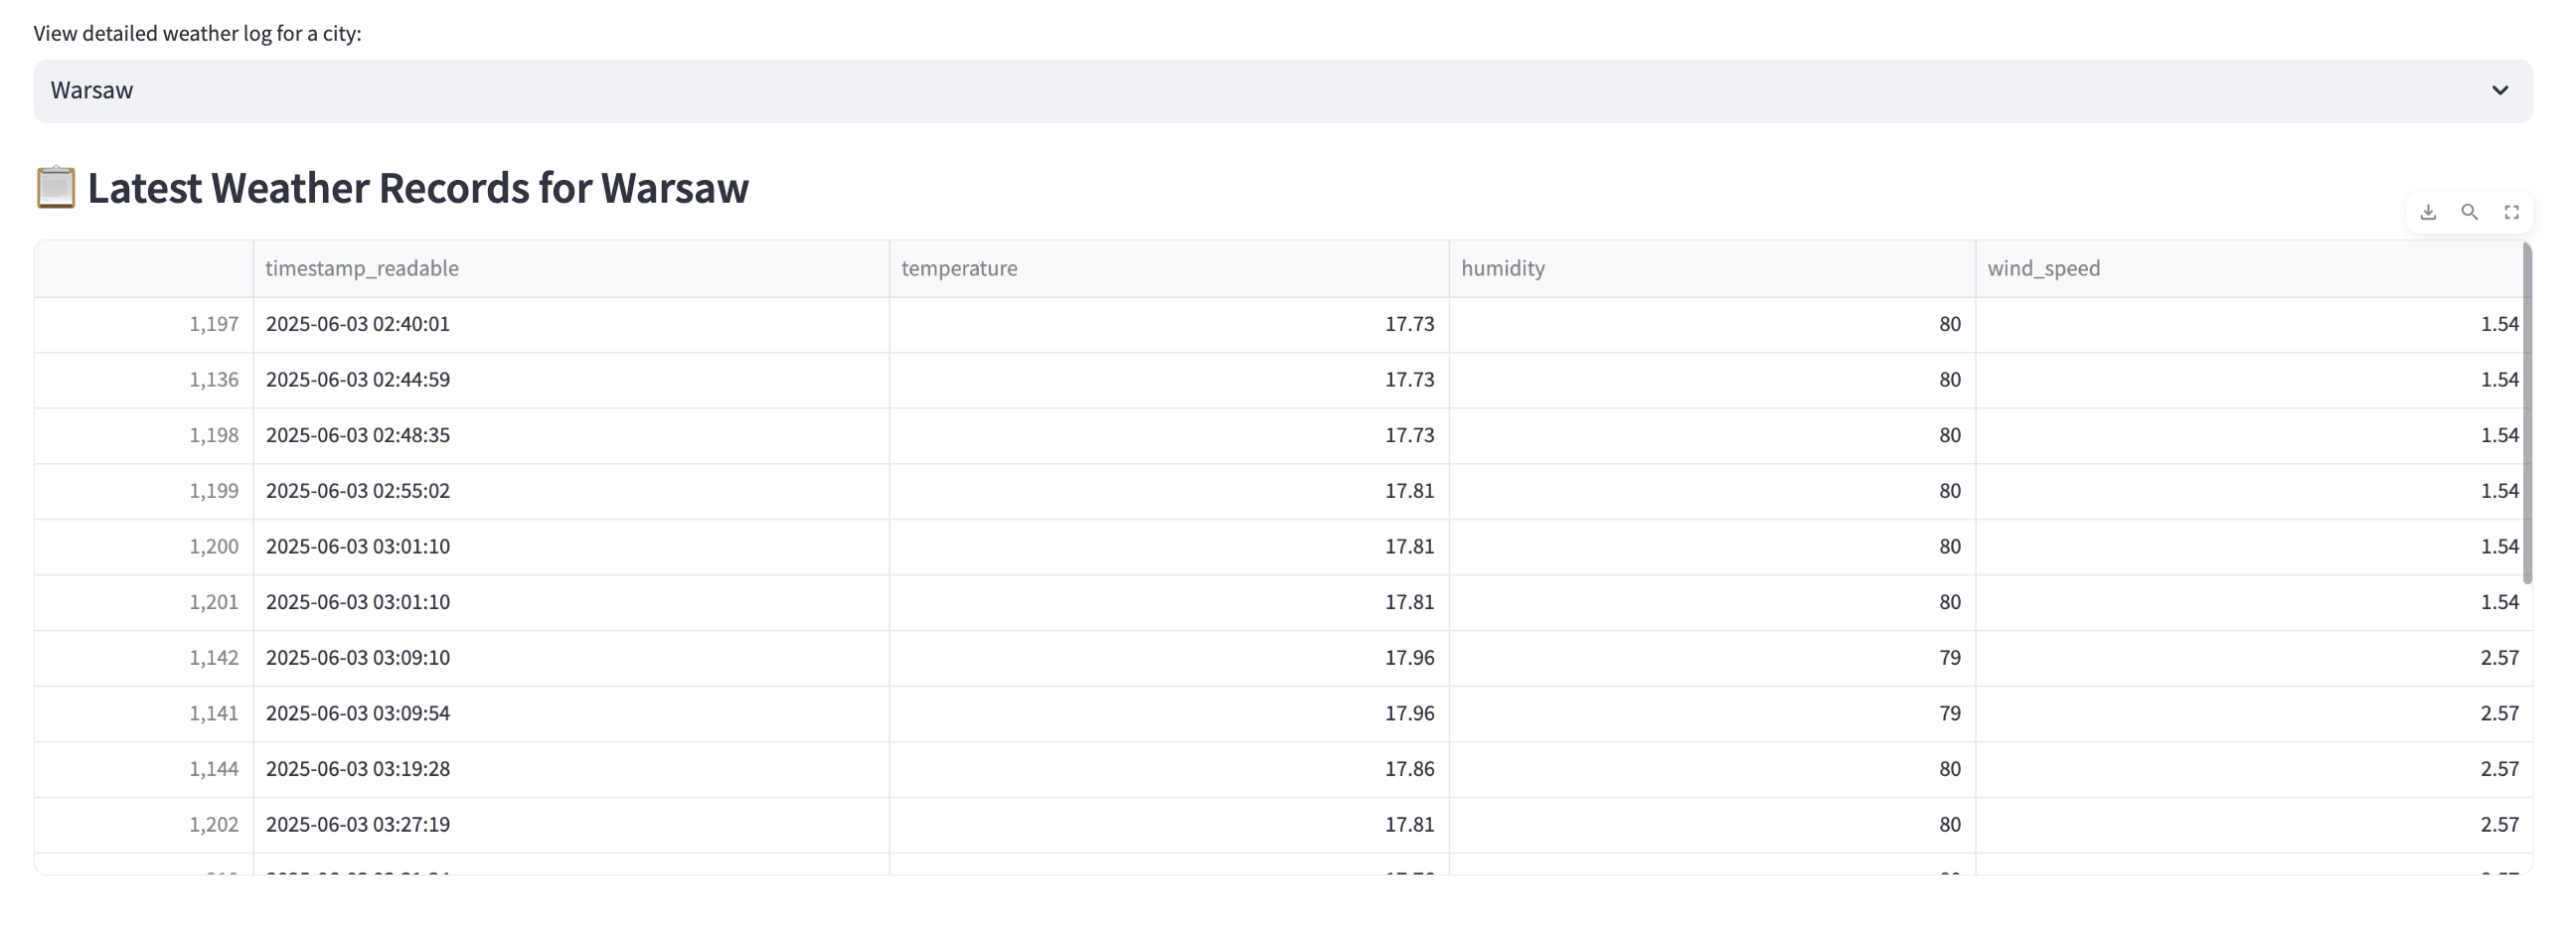 View detailed weather log for a city:
Warsaw
📋 Latest Weather Records for Warsaw
timestamp_readable temperature humidity wind_speed
1,197 2025-06-03 02:40:01 17.73 80 1.54
1,136 2025-06-03 02:44:59 17.73 80 1.54
1,198 2025-06-03 02:48:35 17.73 80 1.54
1,199 2025-06-03 02:55:02 17.81 80 1.54
1,200 2025-06-03 03:01:10 17.81 80 1.54
1,201 2025-06-03 03:01:10 17.81 80 1.54
1,142 2025-06-03 03:09:10 17.96 79 2.57
1,141 2025-06-03 03:09:54 17.96 79 2.57
1,144 2025-06-03 03:19:28 17.86 80 2.57
1,202 2025-06-03 03:27:19 17.81 80 2.57